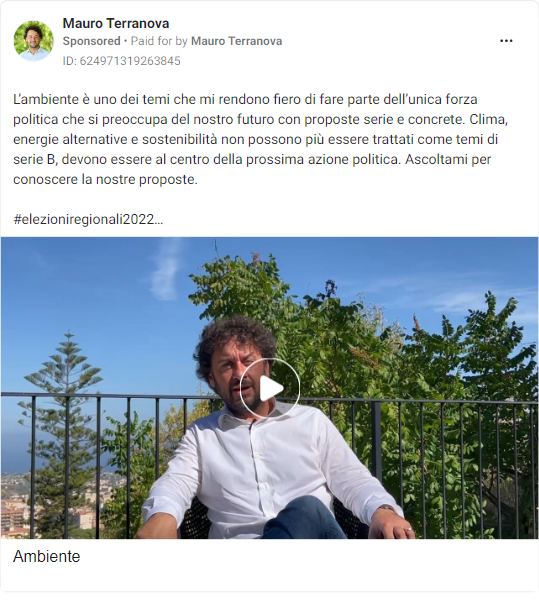 Mauro Terranova
Sponsored • Paid for by Mauro Terranova
ID: 624971319263845
L'ambiente è uno dei temi che mi rendono fiero di fare parte dell'unica forza
politica che si preoccupa del nostro futuro con proposte serie e concrete. Clima,
energie alternative e sostenibilità non possono più essere trattati come temi di
serie B, devono essere al centro della prossima azione politica. Ascoltami per
conoscere la nostre proposte.
#elezioniregionali2022...
Ambiente